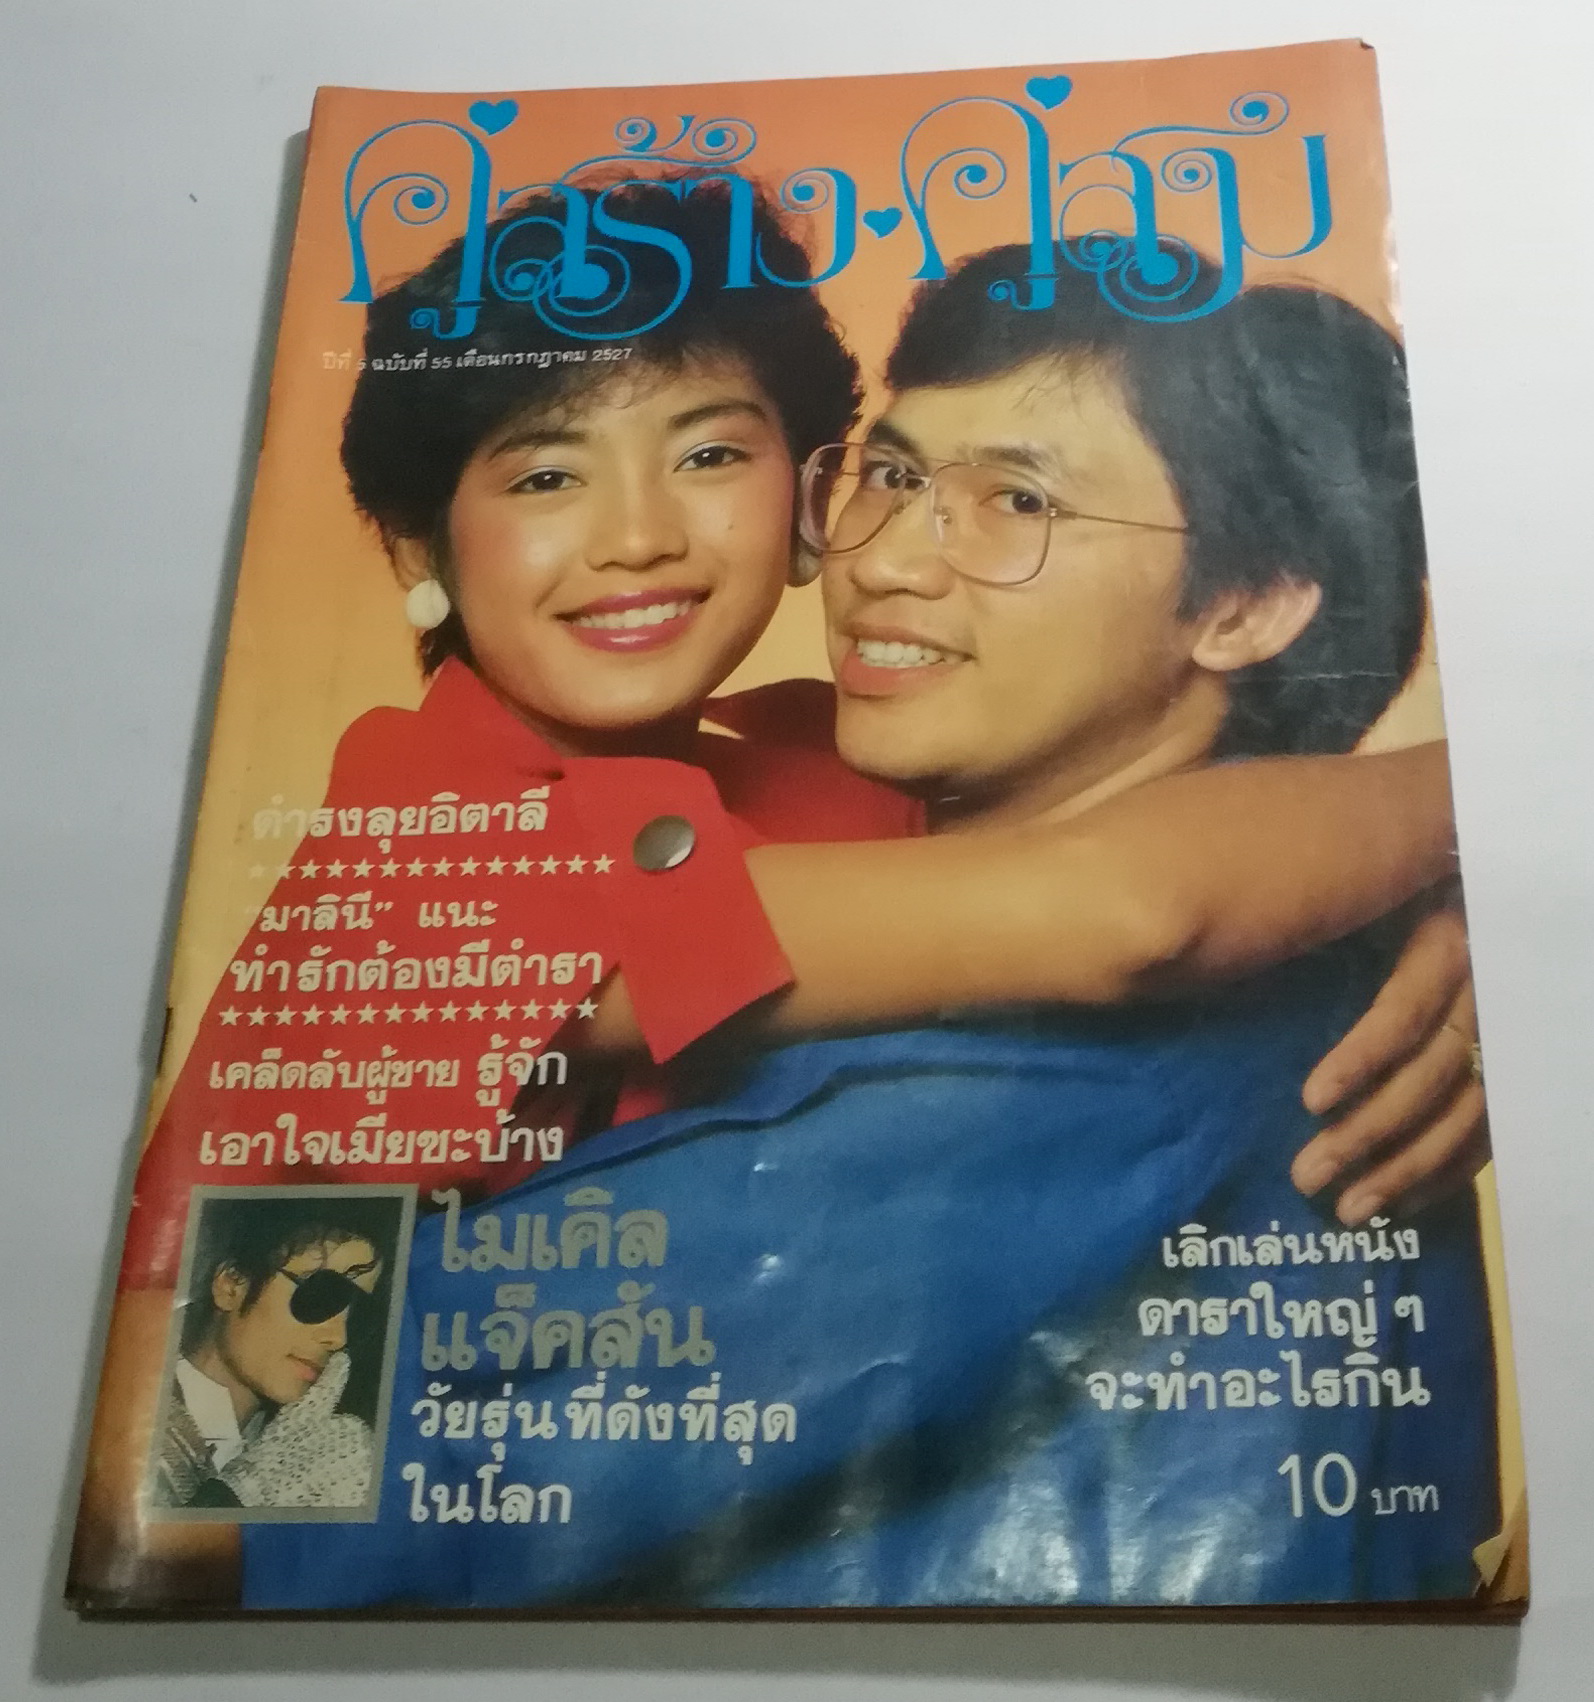 คู่สร้าง·คู่สม
ปีที่ 5 ฉบับที่ 55 เดือนกรกฎาคม 2527
ดำรงลุยอิตาลี
"มาลินี" แนะ
ทำรักต้องมีตำรา
เคล็ดลับผู้ชาย รู้จัก
เอาใจเมียซะบ้าง
ไมเคิล
แจ็คสัน
วัยรุ่นที่ดังที่สุด
ในโลก
เลิกเล่นหนัง
ดาราใหญ่ ๆ
จะทำอะไรกิน
10 บาท